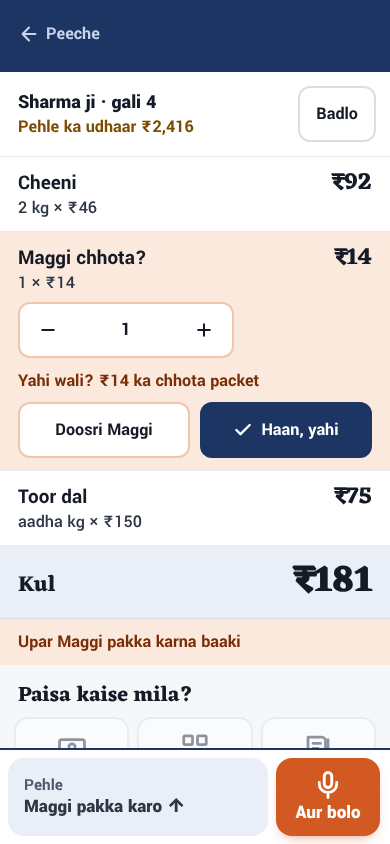 Peeche
Sharma ji · gali 4
Pehle ka udhaar ₹2,416
Badlo
Cheeni
₹92
2 kg × ₹46
Maggi chhota?
₹14
1 × ₹14
− 1 +
Yahi wali? ₹14 ka chhota packet
Doosri Maggi
Haan, yahi
Toor dal
₹75
aadha kg × ₹150
Kul
₹181
Upar Maggi pakka karna baaki
Paisa kaise mila?
Pehle
Maggi pakka karo ↑
Aur bolo